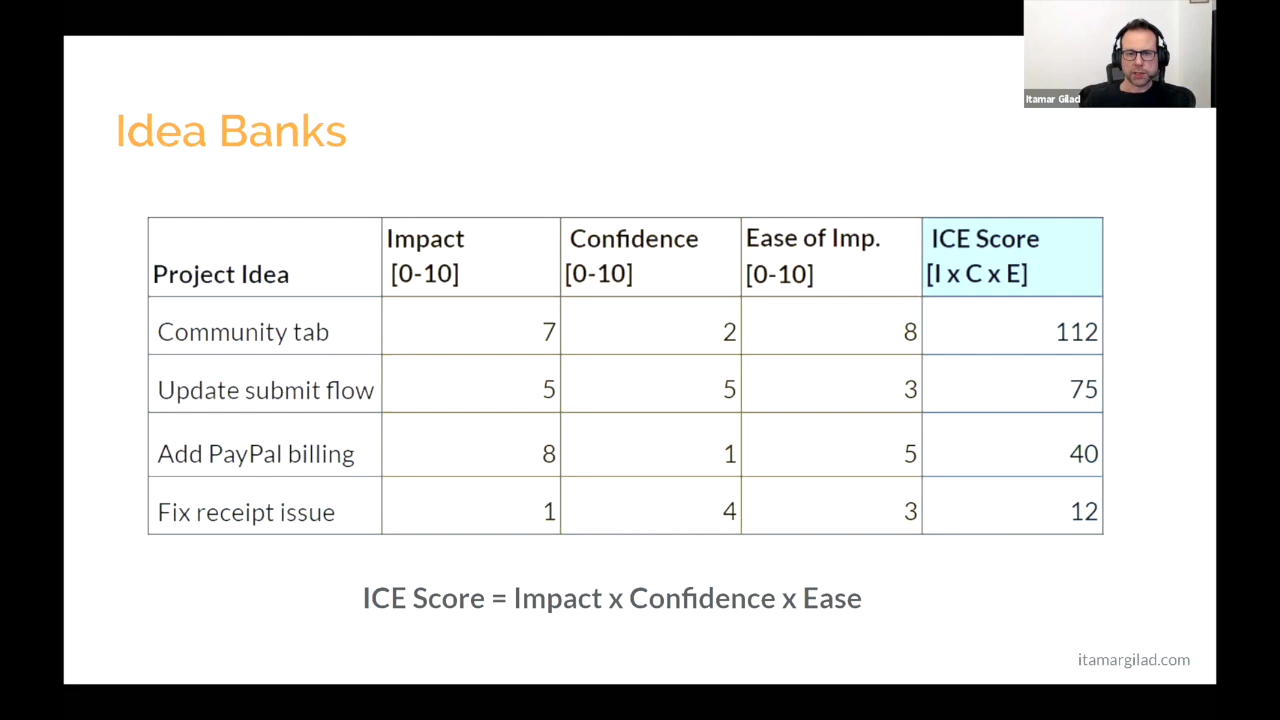 Itamar Gilad
Idea Banks
Project Idea
Impact
[0-10]
Confidence
[0-10]
Ease of Imp.
[0-10]
ICE Score
[I x C x E]
Community tab 7 2 8 112
Update submit flow 5 5 3 75
Add PayPal billing 8 1 5 40
Fix receipt issue 1 4 3 12
ICE Score = Impact x Confidence x Ease
itamargilad.com